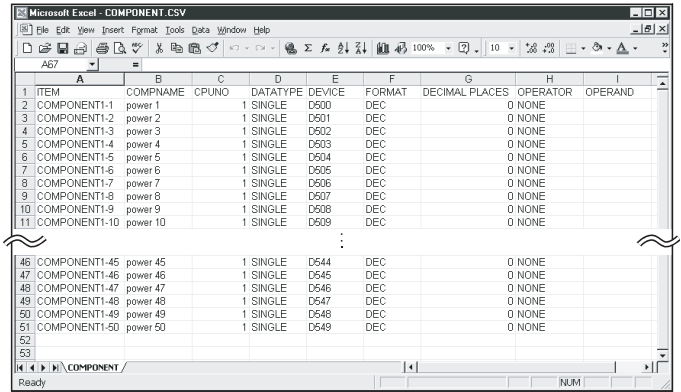 Microsoft Excel - COMPONENT.CSV
File Edit View Insert Format Tools Data Window Help
100% 10
A67 =
A B C D E F G H I
1 ITEM COMPNAME CPUNO DATATYPE DEVICE FORMAT DECIMAL PLACES OPERATOR OPERAND
2 COMPONENT1-1 power 1 1 SINGLE D500 DEC 0 NONE
3 COMPONENT1-2 power 2 1 SINGLE D501 DEC 0 NONE
4 COMPONENT1-3 power 3 1 SINGLE D502 DEC 0 NONE
5 COMPONENT1-4 power 4 1 SINGLE D503 DEC 0 NONE
6 COMPONENT1-5 power 5 1 SINGLE D504 DEC 0 NONE
7 COMPONENT1-6 power 6 1 SINGLE D505 DEC 0 NONE
8 COMPONENT1-7 power 7 1 SINGLE D506 DEC 0 NONE
9 COMPONENT1-8 power 8 1 SINGLE D507 DEC 0 NONE
10 COMPONENT1-9 power 9 1 SINGLE D508 DEC 0 NONE
11 COMPONENT1-10 power 10 1 SINGLE D509 DEC 0 NONE
46 COMPONENT1-45 power 45 1 SINGLE D544 DEC 0 NONE
47 COMPONENT1-46 power 46 1 SINGLE D545 DEC 0 NONE
48 COMPONENT1-47 power 47 1 SINGLE D546 DEC 0 NONE
49 COMPONENT1-48 power 48 1 SINGLE D547 DEC 0 NONE
50 COMPONENT1-49 power 49 1 SINGLE D548 DEC 0 NONE
51 COMPONENT1-50 power 50 1 SINGLE D549 DEC 0 NONE
52
53
COMPONENT
Ready NUM